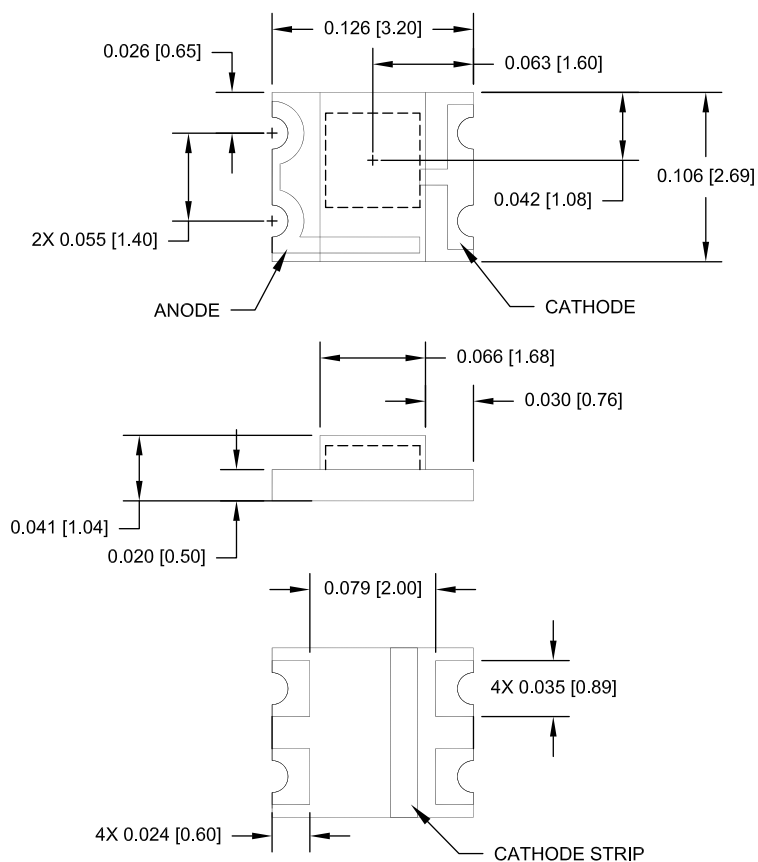 0.126 [3.20]
0.026 [0.65]
0.063 [1.60]
0.106 [2.69]
0.042 [1.08]
2X 0.055 [1.40]
ANODE
CATHODE
0.066 [1.68]
0.030 [0.76]
0.041 [1.04]
0.020 [0.50]
0.079 [2.00]
4X 0.035 [0.89]
4X 0.024 [0.60]
CATHODE STRIP